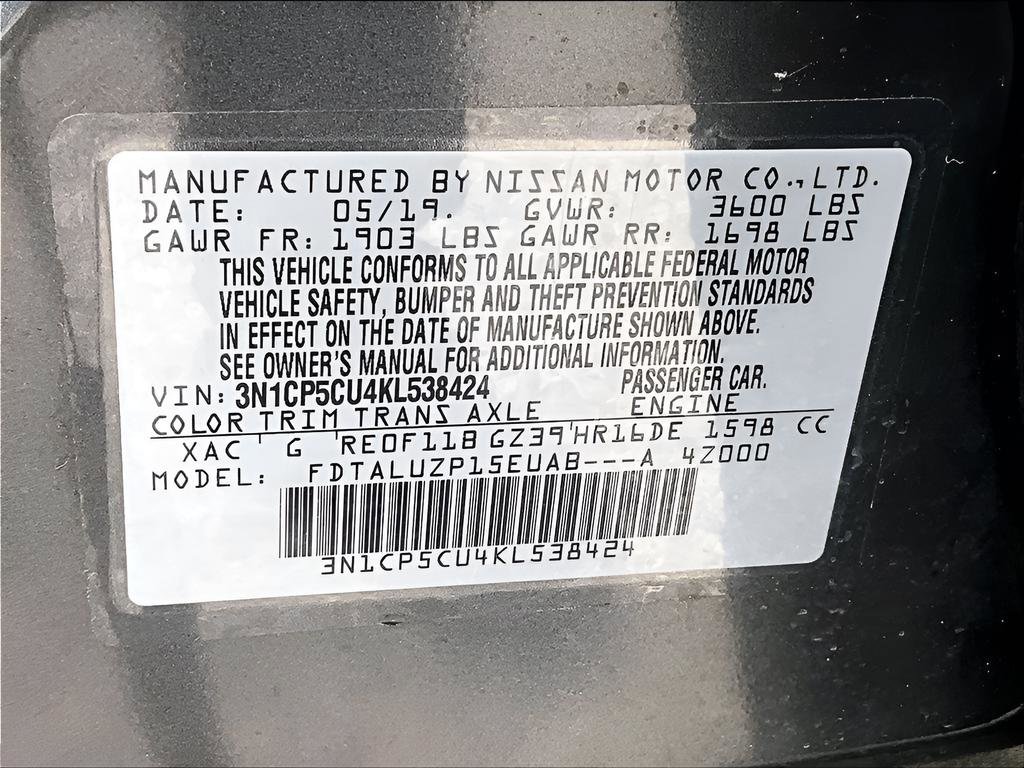 MANUFACTURED BY NISSAN MOTOR CO.,LTD.
DATE: 05/19. GVWR: 3600 LBS
GAWR FR: 1903 LBS GAWR RR: 1698 LBS
THIS VEHICLE CONFORMS TO ALL APPLICABLE FEDERAL MOTOR
VEHICLE SAFETY, BUMPER AND THEFT PREVENTION STANDARDS
IN EFFECT ON THE DATE OF MANUFACTURE SHOWN ABOVE.
SEE OWNER'S MANUAL FOR ADDITIONAL INFORMATION.
VIN: 3N1CP5CU4KL538424 PASSENGER CAR.
COLOR TRIM TRANS AXLE ENGINE
XAC G RE0F11B GZ39 HR16DE 1598 CC
MODEL: FDTALUZP15EUAB---A 4Z000
3N1CP5CU4KL538424